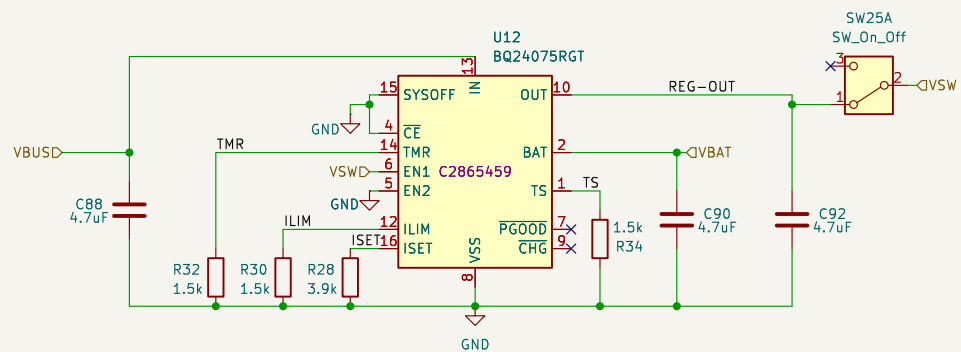 SW25A
SW_On_Off
U12
BQ24075RGT
3
2
VSW
1
13
IN
15
SYSOFF
OUT
10
REG-OUT
GND
4
CE
VBUS
TMR
14
TMR
BAT
2
VBAT
VSW
6
EN1
C2865459
5
EN2
TS
1
TS
GND
C88
4.7uF
ILIM
12
ILIM
PGOOD
7
1.5k
R34
C90
4.7uF
C92
4.7uF
ISET
16
ISET
VSS
CHG
9
R32
1.5k
R30
1.5k
R28
3.9k
8
GND